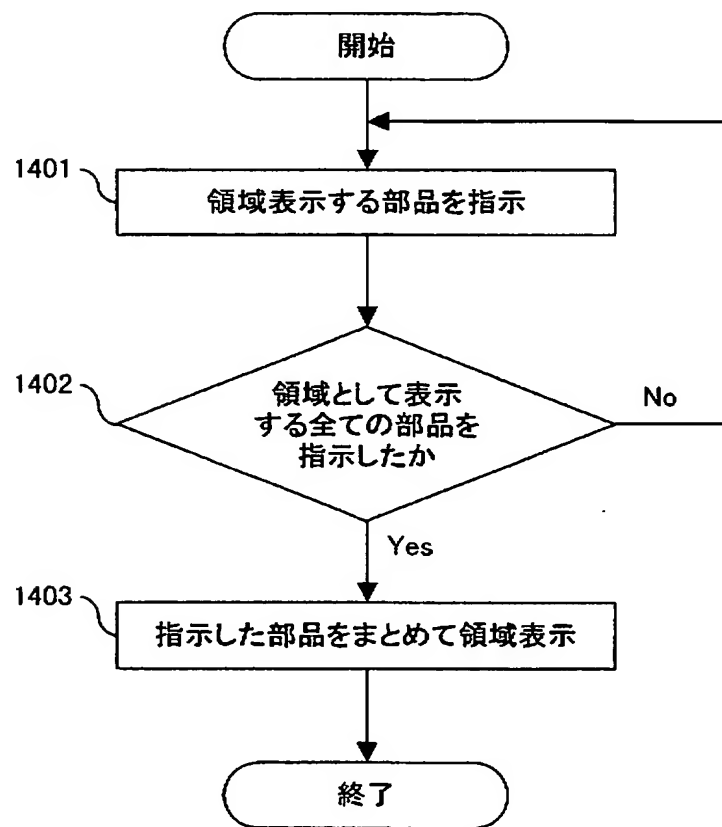 開始
1401
領域表示する部品を指示
1402
領域として表示
する全ての部品を
指示したか
No
Yes
1403
指示した部品をまとめて領域表示
終了